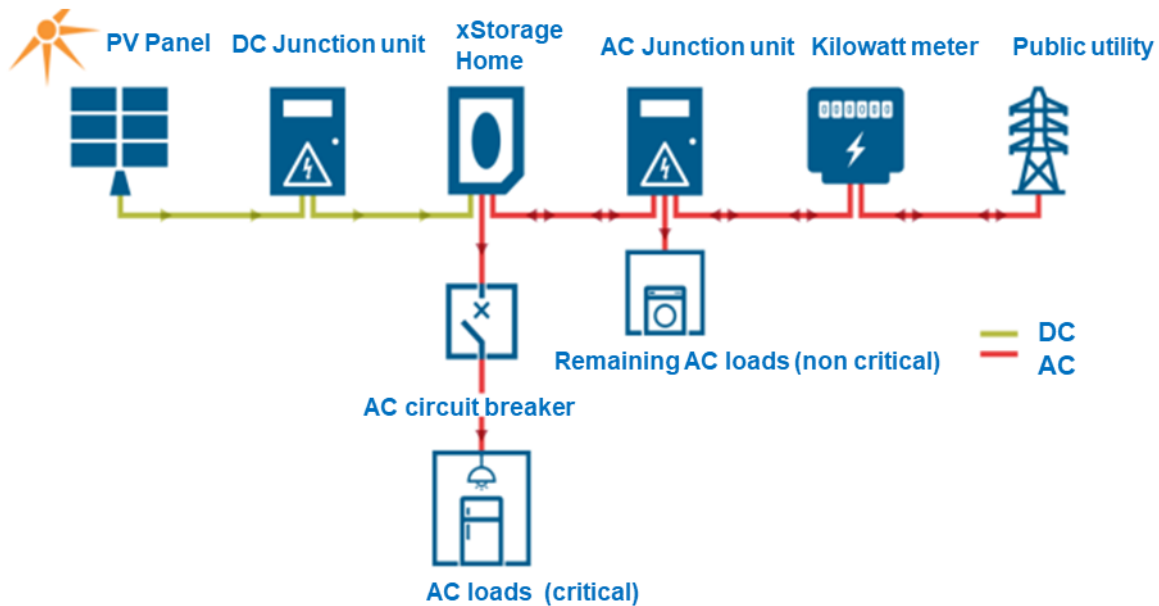 PV Panel
DC Junction unit
xStorage
Home
AC Junction unit
Kilowatt meter
Public utility
000000
DC
AC
Remaining AC loads (non critical)
AC circuit breaker
AC loads (critical)